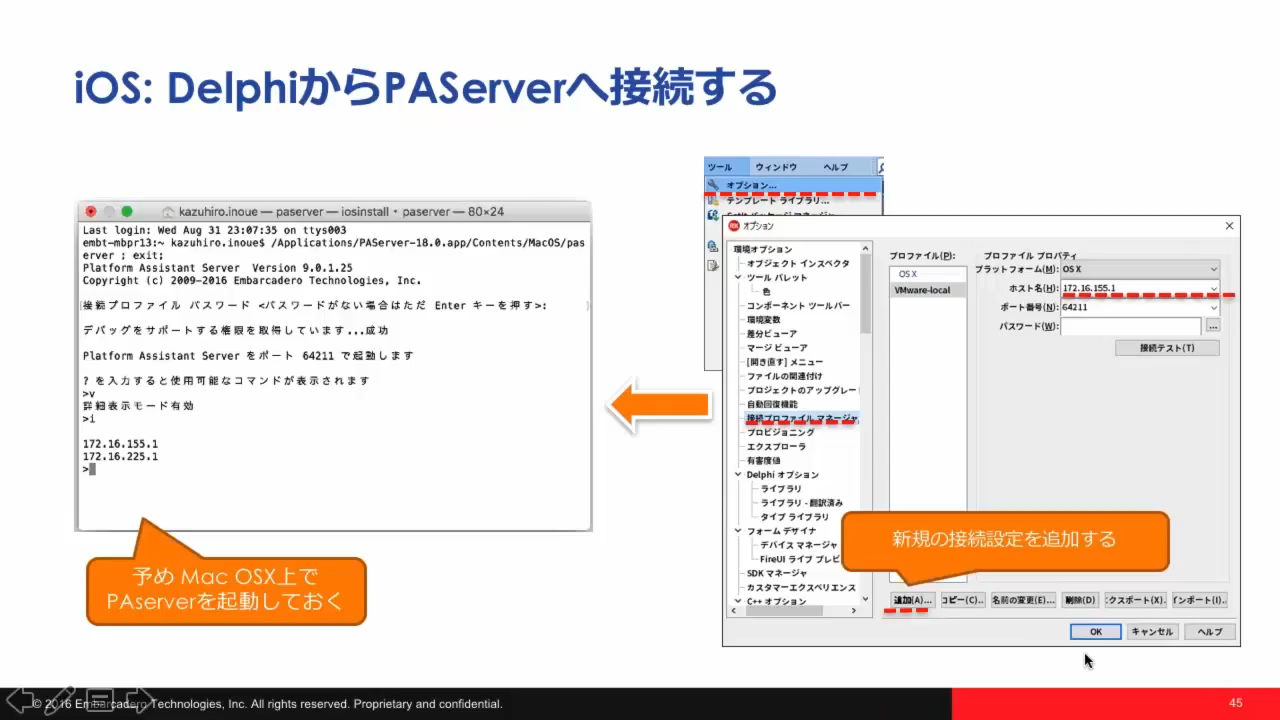 iOS: DelphiからPAServerへ接続する
kazuhiro.inoue — paserver — iosinstall • paserver — 80×24
Last login: Wed Aug 31 23:07:35 on ttys003
embt-mbpr13:~ kazuhiro.inoue$ /Applications/PAServer-18.0.app/Contents/MacOS/pas
erver ; exit;
Platform Assistant Server  Version 9.0.1.25
Copyright (c) 2009-2016 Embarcadero Technologies, Inc.
接続プロファイル パスワード <パスワードがない場合はただ Enter キーを押す>:
デバッグをサポートする権限を取得しています...成功
Platform Assistant Server をポート 64211 で起動します
? を入力すると使用可能なコマンドが表示されます
>v
詳細表示モード有効
>i
172.16.155.1
172.16.225.1
>
予め Mac OSX上で
PAserverを起動しておく
ツール ウィンドウ ヘルプ
オプション...
テンプレート ライブラリ...
オプション
環境オプション
オブジェクト インスペクタ
ツール パレット
色
コンポーネント ツールバー
環境変数
差分ビューア
マージ ビューア
[開き直す] メニュー
ファイルの関連付け
プロジェクトのアップグレー
自動回復機能
接続プロファイル マネージャ
プロビジョニング
エクスプローラ
有害度値
Delphi オプション
ライブラリ
ライブラリ - 翻訳済み
タイプ ライブラリ
フォーム デザイナ
デバイス マネージャ
FireUI ライブ プレビ
SDK マネージャ
カスタマーエクスペリエンス
C++ オプション
プロファイル(P):
OS X
VMware-local
プロファイル プロパティ
プラットフォーム(M): OS X
ホスト名(H): 172.16.155.1
ポート番号(N): 64211
パスワード(W):
...
接続テスト(T)
新規の接続設定を追加する
追加(A)... コピー(C)... 名前の変更(E)... 削除(D) エクスポート(X). インポート(I)..
OK キャンセル ヘルプ
© 2016 Embarcadero Technologies, Inc. All rights reserved. Proprietary and confidential.
45